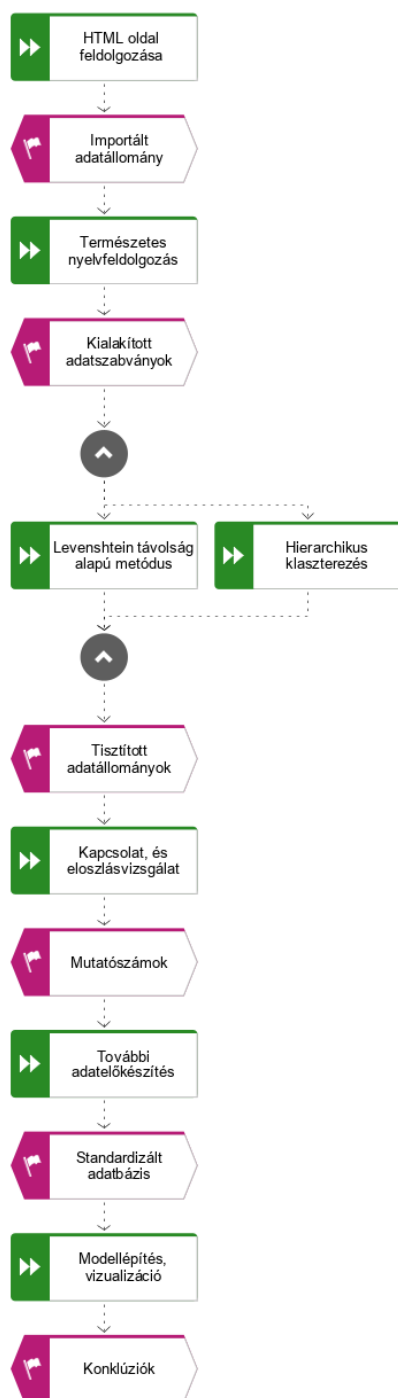 HTML oldal
feldolgozása
Importált
adatállomány
Természetes
nyelvfeldolgozás
Kialakított
adatszabványok
Levenshtein távolság
alapú metódus
Hierarchikus
klaszterezés
Tisztított
adatállományok
Kapcsolat, és
eloszlásvizsgálat
Mutatószámok
További
adatelőkészítés
Standardizált
adatbázis
Modellépítés,
vizualizáció
Konklúziók